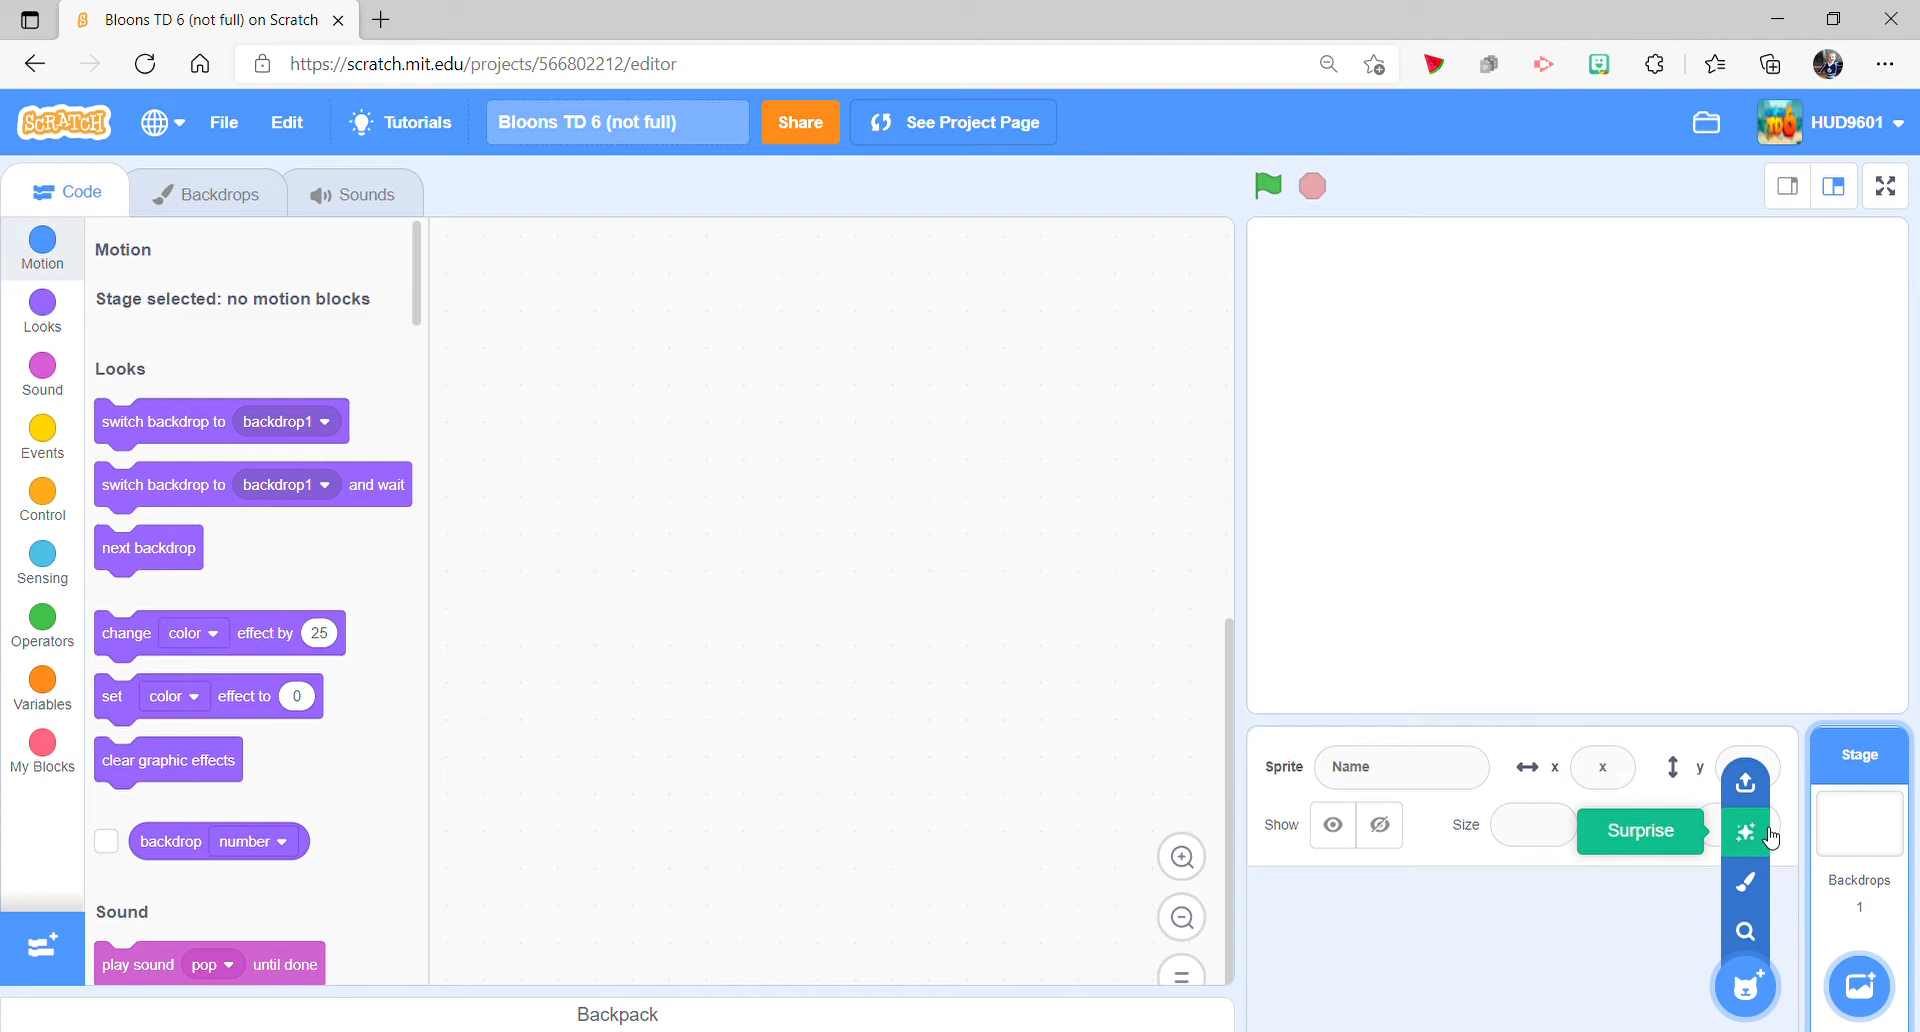 Bloons TD 6 (not full) on Scratch
https://scratch.mit.edu/projects/566802212/editor
SCRATCH
File
Edit
Tutorials
Bloons TD 6 (not full)
Share
See Project Page
HUD9601
Code
Backdrops
Sounds
Motion
Looks
Sound
Events
Control
Sensing
Operators
Variables
My Blocks
Motion
Stage selected: no motion blocks
Looks
switch backdrop to backdrop1
switch backdrop to backdrop1 and wait
next backdrop
change color effect by 25
set color effect to 0
clear graphic effects
backdrop number
Sound
play sound pop until done
Backpack
Sprite Name x x y
Show Size
Surprise
Stage
Backdrops
1